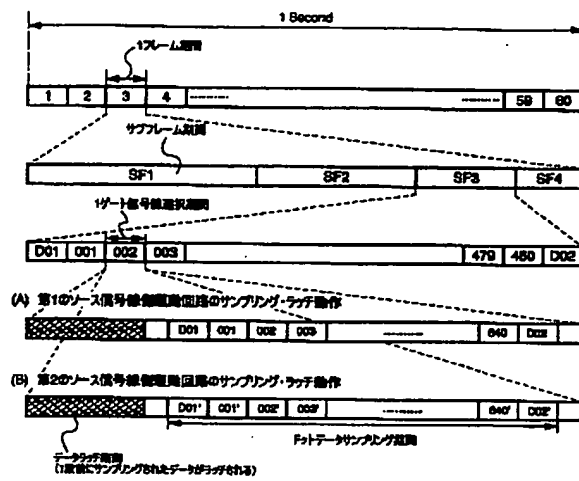 1 Second
1フレーム期間
1 2 3 4 ---------- ---------- 59 60
サブフレーム期間
SF1 SF2 SF3 SF4
1ゲート信号線選択期間
D01 001 002 003 479 480 D02
(A) 第1のソース信号線側駆動回路のサンプリング・ラッチ動作
D01 001 002 003 ---------- 640 D02
(B) 第2のソース信号線側駆動回路のサンプリング・ラッチ動作
D01' 001' 002' 003' ---------- 640' D02'
ドットデータサンプリング期間
データラッチ期間
(1段前にサンプリングされたデータがラッチされる)